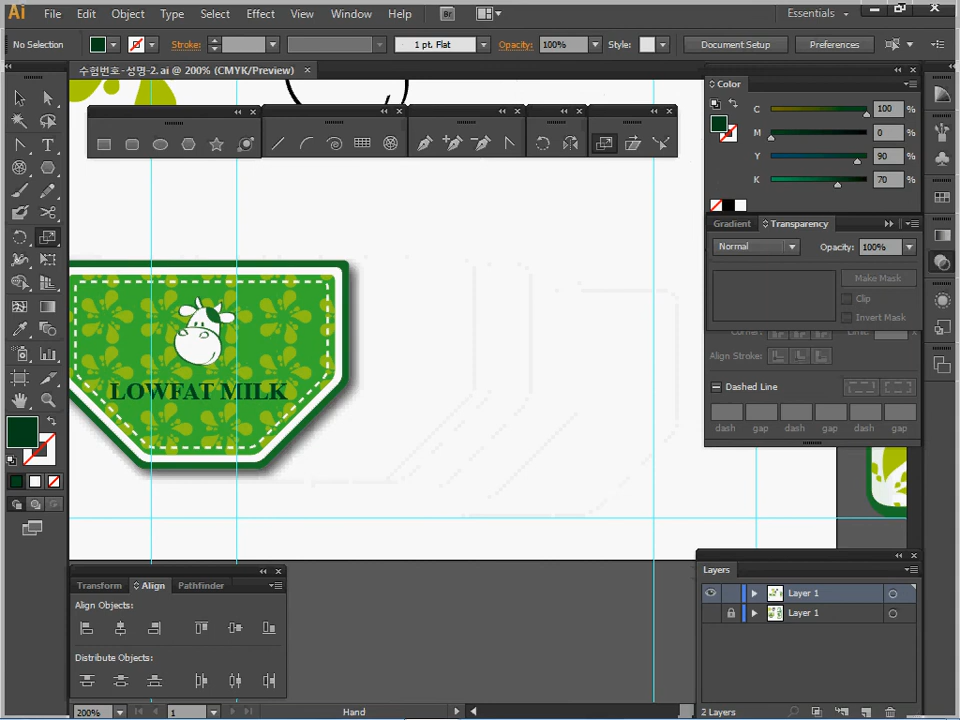 Ai File Edit Object Type Select Effect View Window Help Br Essentials
No Selection Stroke: 1 pt. Flat Opacity: 100% Style: Document Setup Preferences
수험번호-성명-2.ai @ 200% (CMYK/Preview) ×
Color
C 100 %
M 0 %
Y 90 %
K 70 %
Gradient Transparency
Normal Opacity: 100%
Make Mask
Clip
Invert Mask
Align Stroke:
Dashed Line
dash gap dash gap dash gap
LOWFAT MILK
Layers
Layer 1
Layer 1
2 Layers
Transform Align Pathfinder
Align Objects:
Distribute Objects:
200% 1 Hand